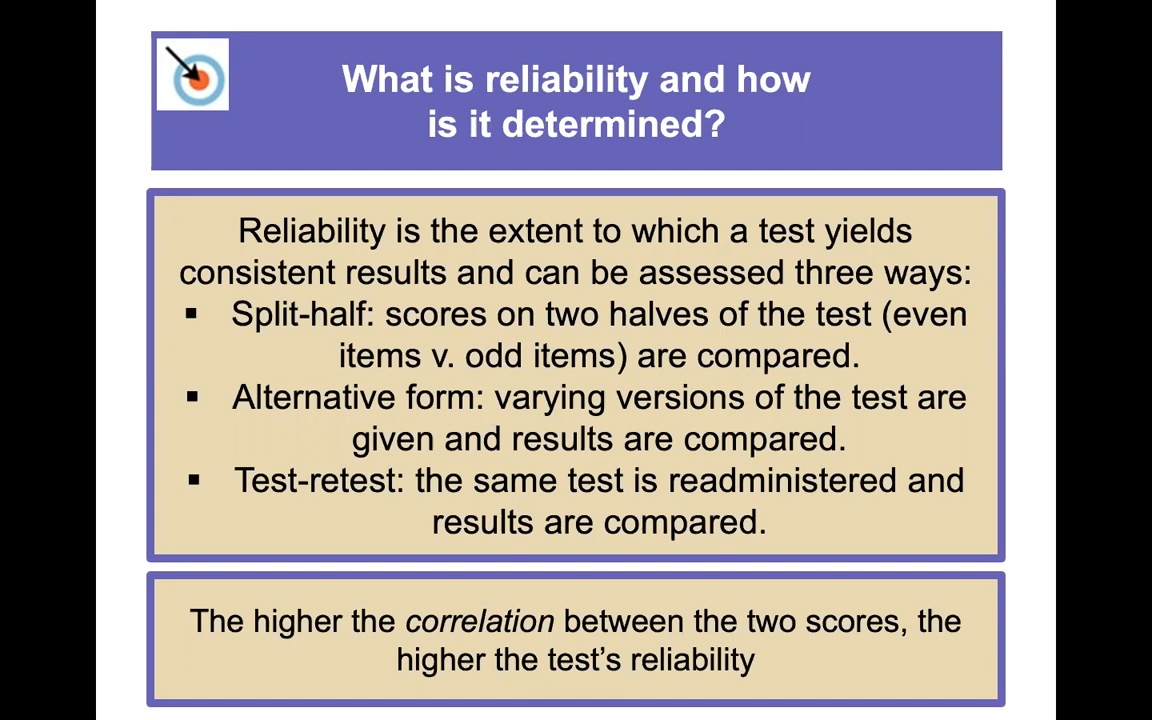 What is reliability and how
is it determined?
Reliability is the extent to which a test yields
consistent results and can be assessed three ways:
▪ Split-half: scores on two halves of the test (even
items v. odd items) are compared.
▪ Alternative form: varying versions of the test are
given and results are compared.
▪ Test-retest: the same test is readministered and
results are compared.
The higher the correlation between the two scores, the
higher the test’s reliability